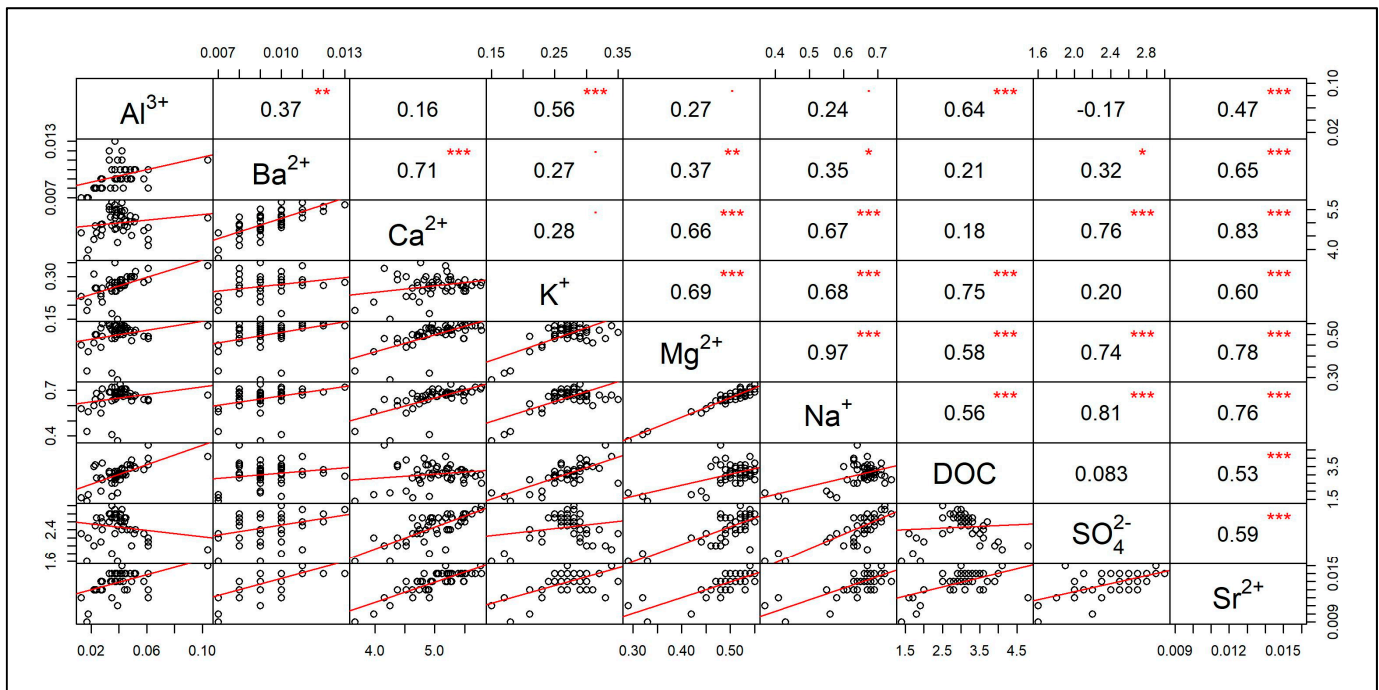 0.007 0.010 0.013 0.15 0.25 0.35 0.4 0.5 0.6 0.7 1.6 2.0 2.4 2.8
Al³⁺ 0.37 ** 0.16 0.56 *** 0.27 . 0.24 . 0.64 *** -0.17 0.47 *** 0.02 0.10
0.007 0.013 Ba²⁺ 0.71 *** 0.27 . 0.37 ** 0.35 * 0.21 0.32 * 0.65 ***
Ca²⁺ 0.28 . 0.66 *** 0.67 *** 0.18 0.76 *** 0.83 *** 4.0 5.5
0.15 0.30 K⁺ 0.69 *** 0.68 *** 0.75 *** 0.20 0.60 ***
Mg²⁺ 0.97 *** 0.58 *** 0.74 *** 0.78 *** 0.30 0.50
0.4 0.7 Na⁺ 0.56 *** 0.81 *** 0.76 ***
DOC 0.083 0.53 *** 1.5 3.5
1.6 2.4 SO₄²⁻ 0.59 ***
Sr²⁺ 0.009 0.015
0.02 0.06 0.10 4.0 5.0 0.30 0.40 0.50 1.5 2.5 3.5 4.5 0.009 0.012 0.015